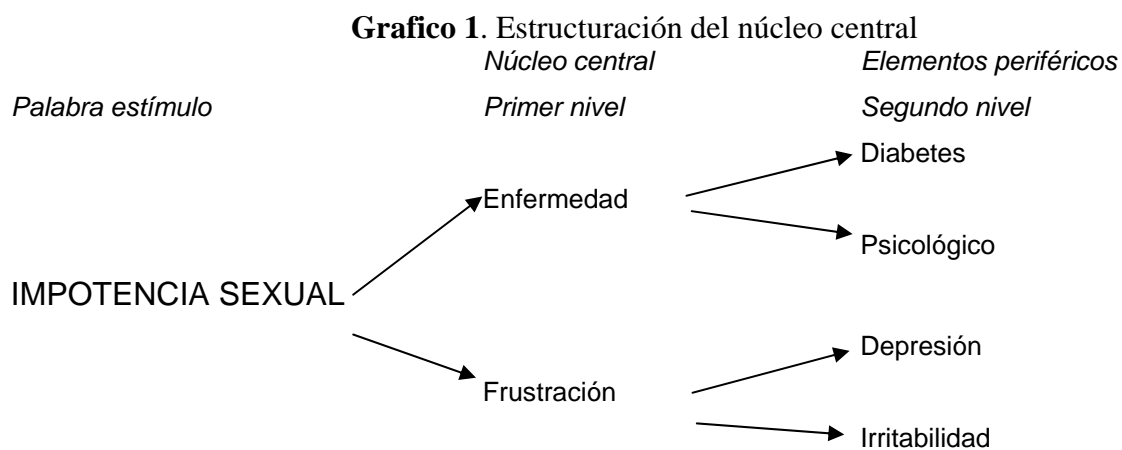 Grafico 1. Estructuración del núcleo central
Núcleo central Elementos periféricos
Palabra estímulo Primer nivel Segundo nivel
Diabetes
Enfermedad
Psicológico
IMPOTENCIA SEXUAL
Depresión
Frustración
Irritabilidad